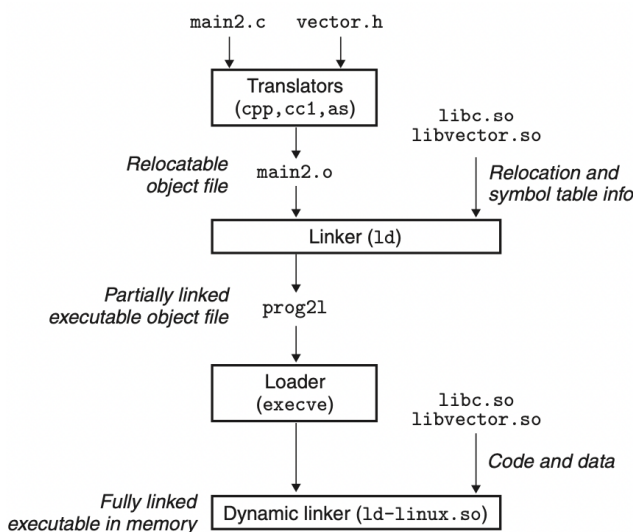 main2.c
vector.h
Translators
(cpp,cc1,as)
libc.so
libvector.so
Relocatable
object file
main2.o
Relocation and
symbol table info
Linker (ld)
Partially linked
executable object file
prog2l
Loader
(execve)
libc.so
libvector.so
Code and data
Fully linked
executable in memory
Dynamic linker (ld-linux.so)